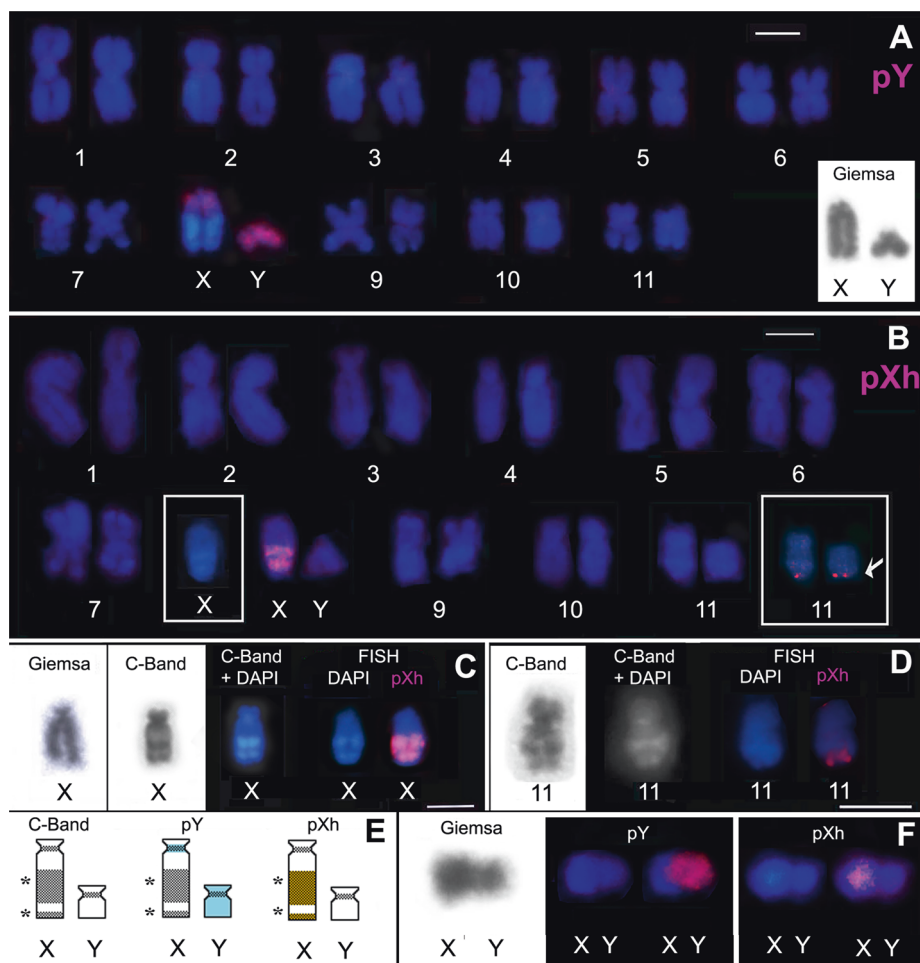 A
pY
1 2 3 4 5 6
Giemsa
7 X Y 9 10 11
X Y
B
pXh
1 2 3 4 5 6
7 X X Y 9 10 11 11
Giemsa C-Band C-Band + DAPI FISH DAPI pXh C
X X X X X
C-Band C-Band + DAPI FISH DAPI pXh D
11 11 11 11
C-Band pY pXh E
* * *
* * *
X Y X Y X Y
Giemsa pY pXh F
X Y X Y X Y X Y X Y